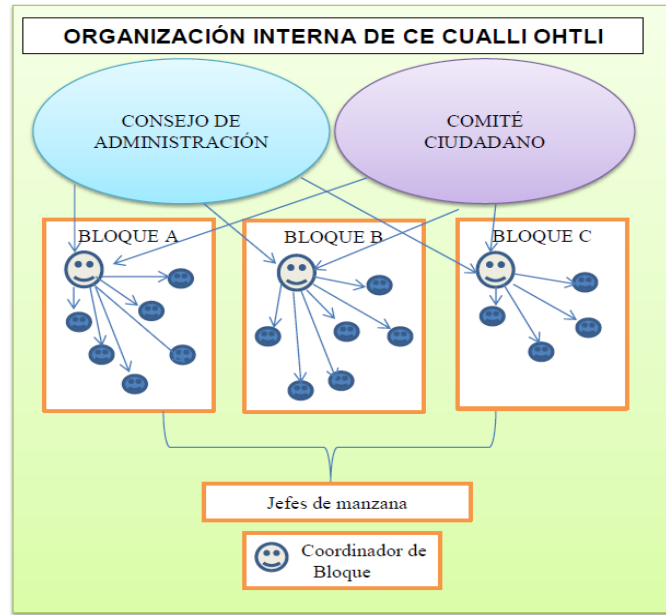 ORGANIZACIÓN INTERNA DE CE CUALLI OHTLI
CONSEJO DE
ADMINISTRACIÓN
COMITÉ
CIUDADANO
BLOQUE A
BLOQUE B
BLOQUE C
Jefes de manzana
Coordinador de
Bloque